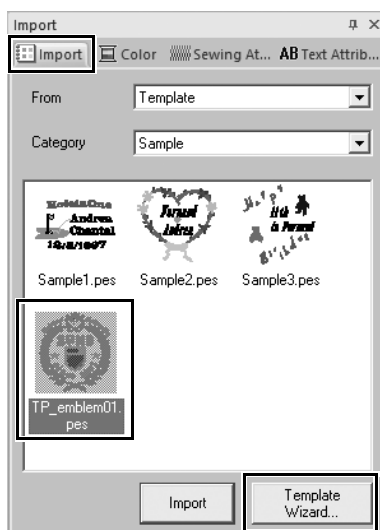 Import
Import Color Sewing At... AB Text Attrib...
From Template
Category Sample
Andrea
Chantal
Sample1.pes Sample2.pes Sample3.pes
TP_emblem01.
pes
Import Template
Wizard...